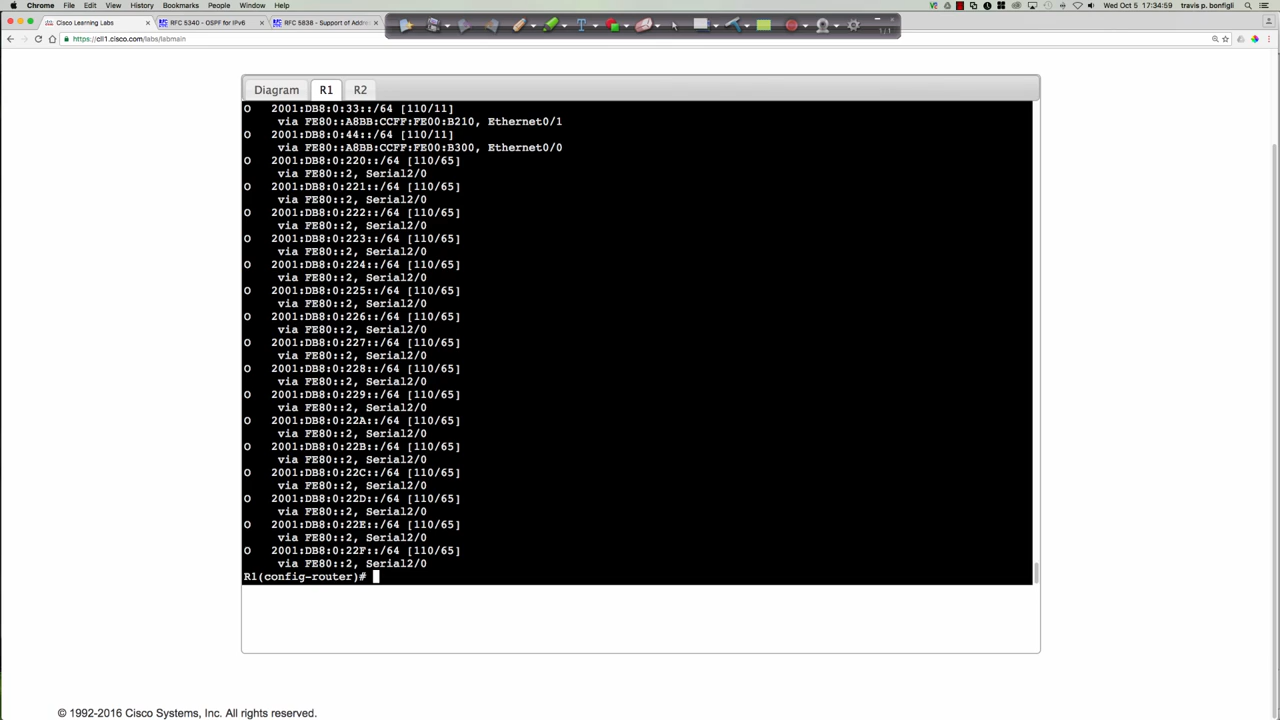 Chrome File Edit View History Bookmarks People Window Help
Wed Oct 5 17:34:59 travis p. bonfigli
Cisco Learning Labs
RFC 5340 - OSPF for IPv6
RFC 5838 - Support of Addres
https://cll1.cisco.com/labs/labmain
Diagram R1 R2
O 2001:DB8:0:33::/64 [110/11]
via FE80::A8BB:CCFF:FE00:B210, Ethernet0/1
O 2001:DB8:0:44::/64 [110/11]
via FE80::A8BB:CCFF:FE00:B300, Ethernet0/0
O 2001:DB8:0:220::/64 [110/65]
via FE80::2, Serial2/0
O 2001:DB8:0:221::/64 [110/65]
via FE80::2, Serial2/0
O 2001:DB8:0:222::/64 [110/65]
via FE80::2, Serial2/0
O 2001:DB8:0:223::/64 [110/65]
via FE80::2, Serial2/0
O 2001:DB8:0:224::/64 [110/65]
via FE80::2, Serial2/0
O 2001:DB8:0:225::/64 [110/65]
via FE80::2, Serial2/0
O 2001:DB8:0:226::/64 [110/65]
via FE80::2, Serial2/0
O 2001:DB8:0:227::/64 [110/65]
via FE80::2, Serial2/0
O 2001:DB8:0:228::/64 [110/65]
via FE80::2, Serial2/0
O 2001:DB8:0:229::/64 [110/65]
via FE80::2, Serial2/0
O 2001:DB8:0:22A::/64 [110/65]
via FE80::2, Serial2/0
O 2001:DB8:0:22B::/64 [110/65]
via FE80::2, Serial2/0
O 2001:DB8:0:22C::/64 [110/65]
via FE80::2, Serial2/0
O 2001:DB8:0:22D::/64 [110/65]
via FE80::2, Serial2/0
O 2001:DB8:0:22E::/64 [110/65]
via FE80::2, Serial2/0
O 2001:DB8:0:22F::/64 [110/65]
via FE80::2, Serial2/0
R1(config-router)#
© 1992-2016 Cisco Systems, Inc. All rights reserved.